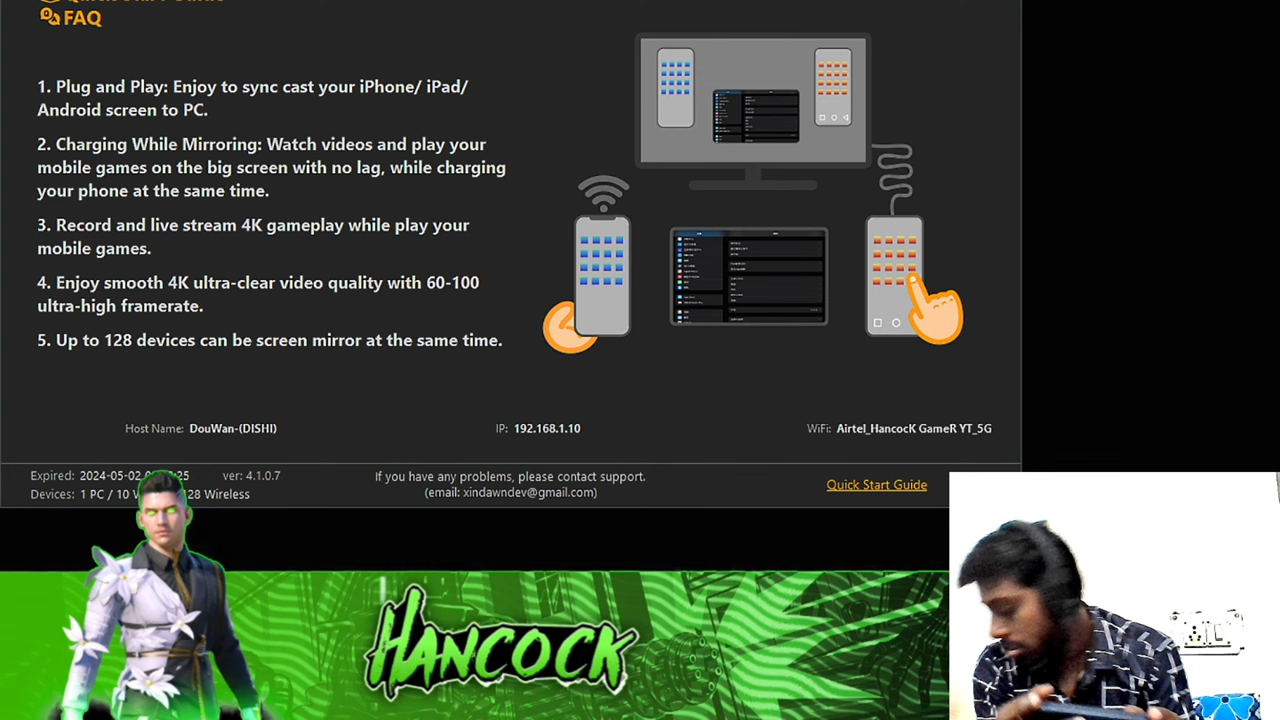 FAQ
1. Plug and Play: Enjoy to sync cast your iPhone/ iPad/
Android screen to PC.
2. Charging While Mirroring: Watch videos and play your
mobile games on the big screen with no lag, while charging
your phone at the same time.
3. Record and live stream 4K gameplay while play your
mobile games.
4. Enjoy smooth 4K ultra-clear video quality with 60-100
ultra-high framerate.
5. Up to 128 devices can be screen mirror at the same time.
Host Name: DouWan-(DISHI)
IP: 192.168.1.10
WiFi: Airtel_HancocK GameR YT_5G
Expired: 2024-05-02
ver: 4.1.0.7
Devices: 1 PC / 10 128 Wireless
If you have any problems, please contact support.
(email: xindawndev@gmail.com)
Quick Start Guide
HANCOCK